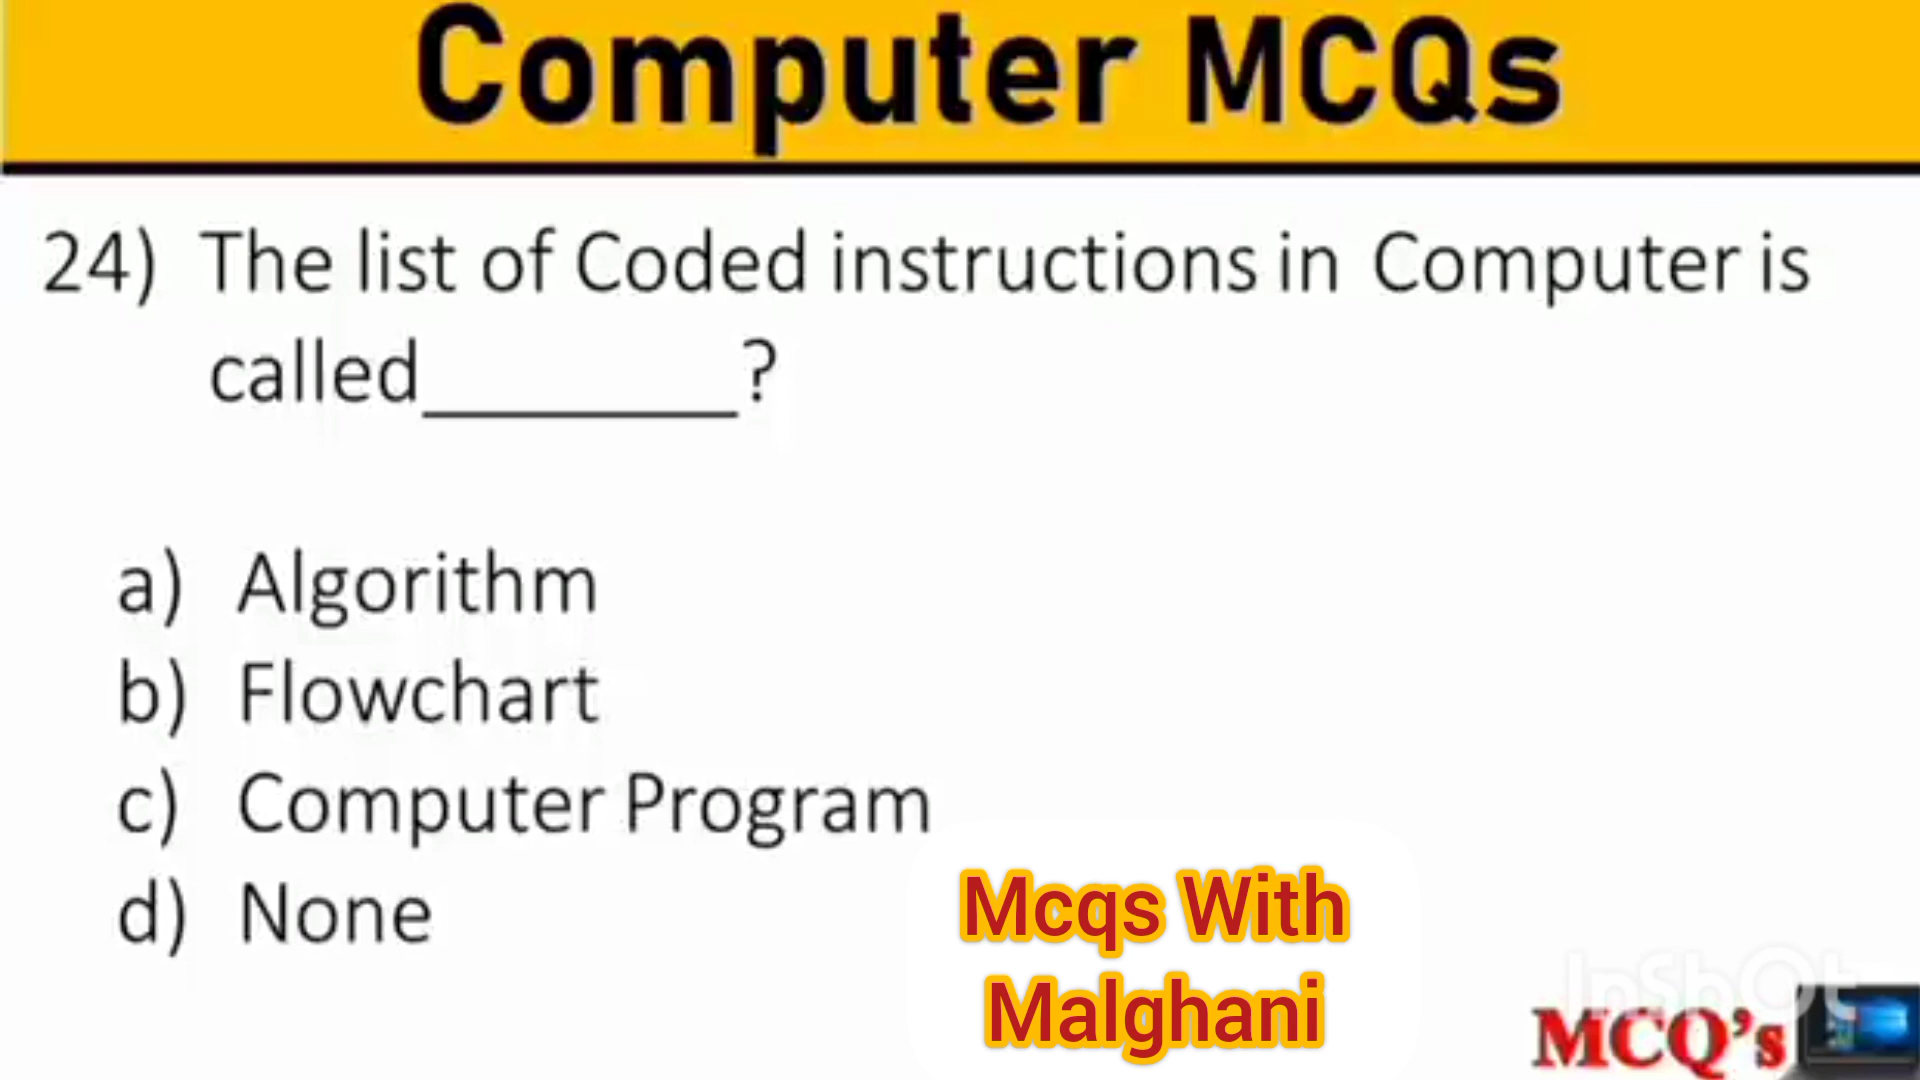 Computer MCQs
24) The list of Coded instructions in Computer is
called________?
a) Algorithm
b) Flowchart
c) Computer Program
d) None
Mcqs With
Malghani
InShOt
MCQ's